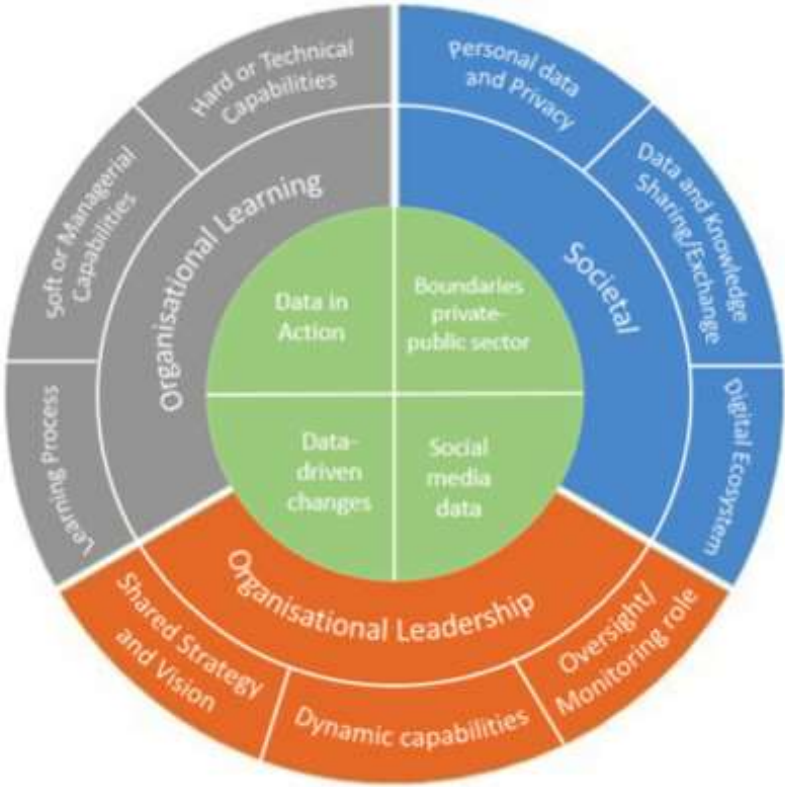 Hard or Technical
Capabilities
Soft or Managerial
Capabilities
Learning Process
Organisational Learning
Personal data
and Privacy
Data and Knowledge
Sharing/Exchange
Digital Ecosystem
Societal
Data in
Action
Boundaries
private-
public sector
Data-
driven
changes
Social
media
data
Organisational Leadership
Shared Strategy
and Vision
Dynamic capabilities
Oversight/
Monitoring role